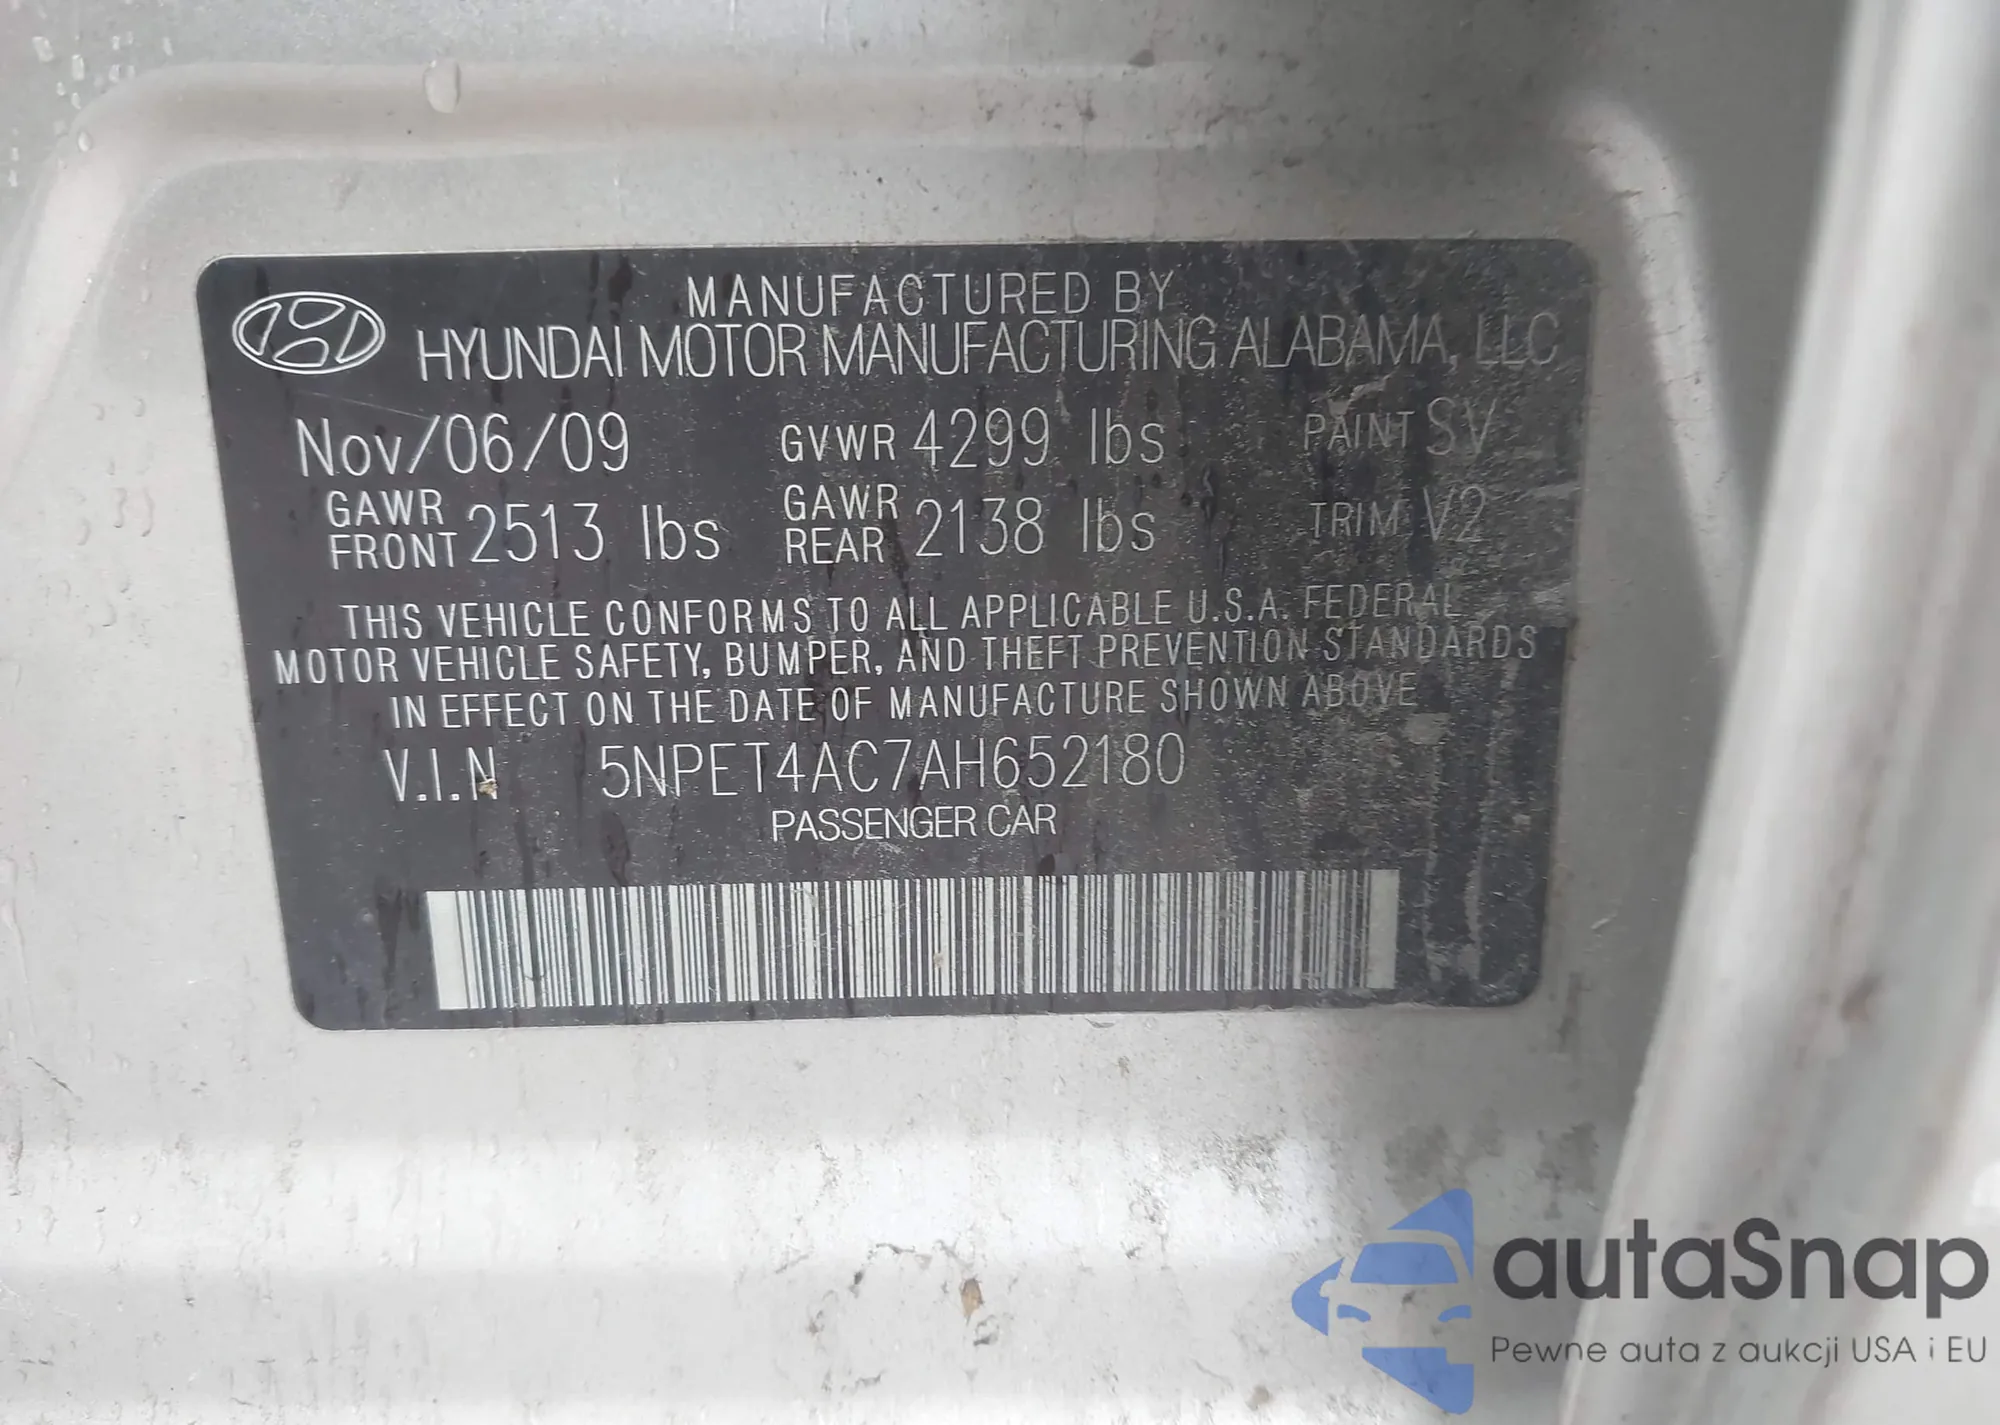 MANUFACTURED BY
HYUNDAI MOTOR MANUFACTURING ALABAMA, LLC
Nov/06/09 GVWR 4299 lbs PAINT SV
GAWR FRONT 2513 lbs GAWR REAR 2138 lbs TRIM V2
THIS VEHICLE CONFORMS TO ALL APPLICABLE U.S.A. FEDERAL
MOTOR VEHICLE SAFETY, BUMPER, AND THEFT PREVENTION STANDARDS
IN EFFECT ON THE DATE OF MANUFACTURE SHOWN ABOVE
V.I.N 5NPET4AC7AH652180
PASSENGER CAR
autaSnap
Pewne auta z aukcji USA i EU